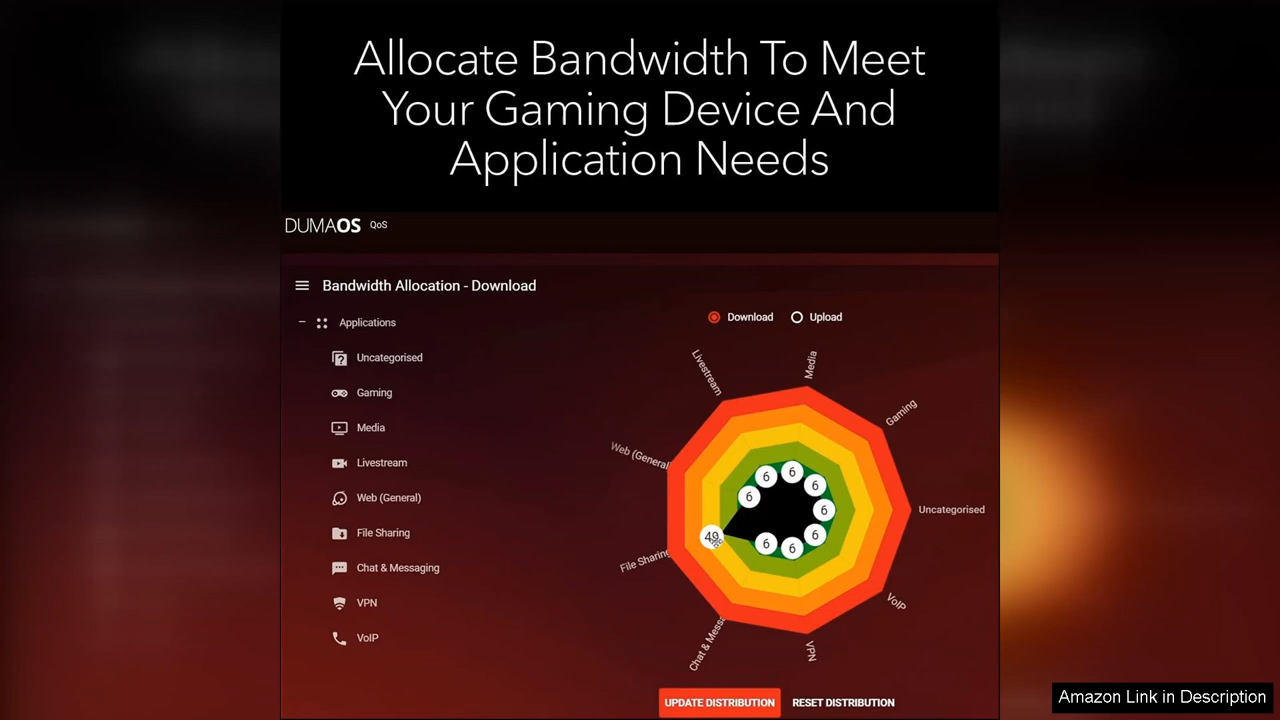 Allocate Bandwidth To Meet
Your Gaming Device And
Application Needs
DUMAOS QoS
Bandwidth Allocation - Download
Applications
Uncategorised
Gaming
Media
Livestream
Web (General)
File Sharing
Chat & Messaging
VPN
VoIP
Download Upload
Livestream
Media
Gaming
Web (General
Uncategorised
File Sharing
Chat & Messa
VPN
VoIP
6
6
6
6
6
6
6
6
49
UPDATE DISTRIBUTION RESET DISTRIBUTION
Amazon Link in Description